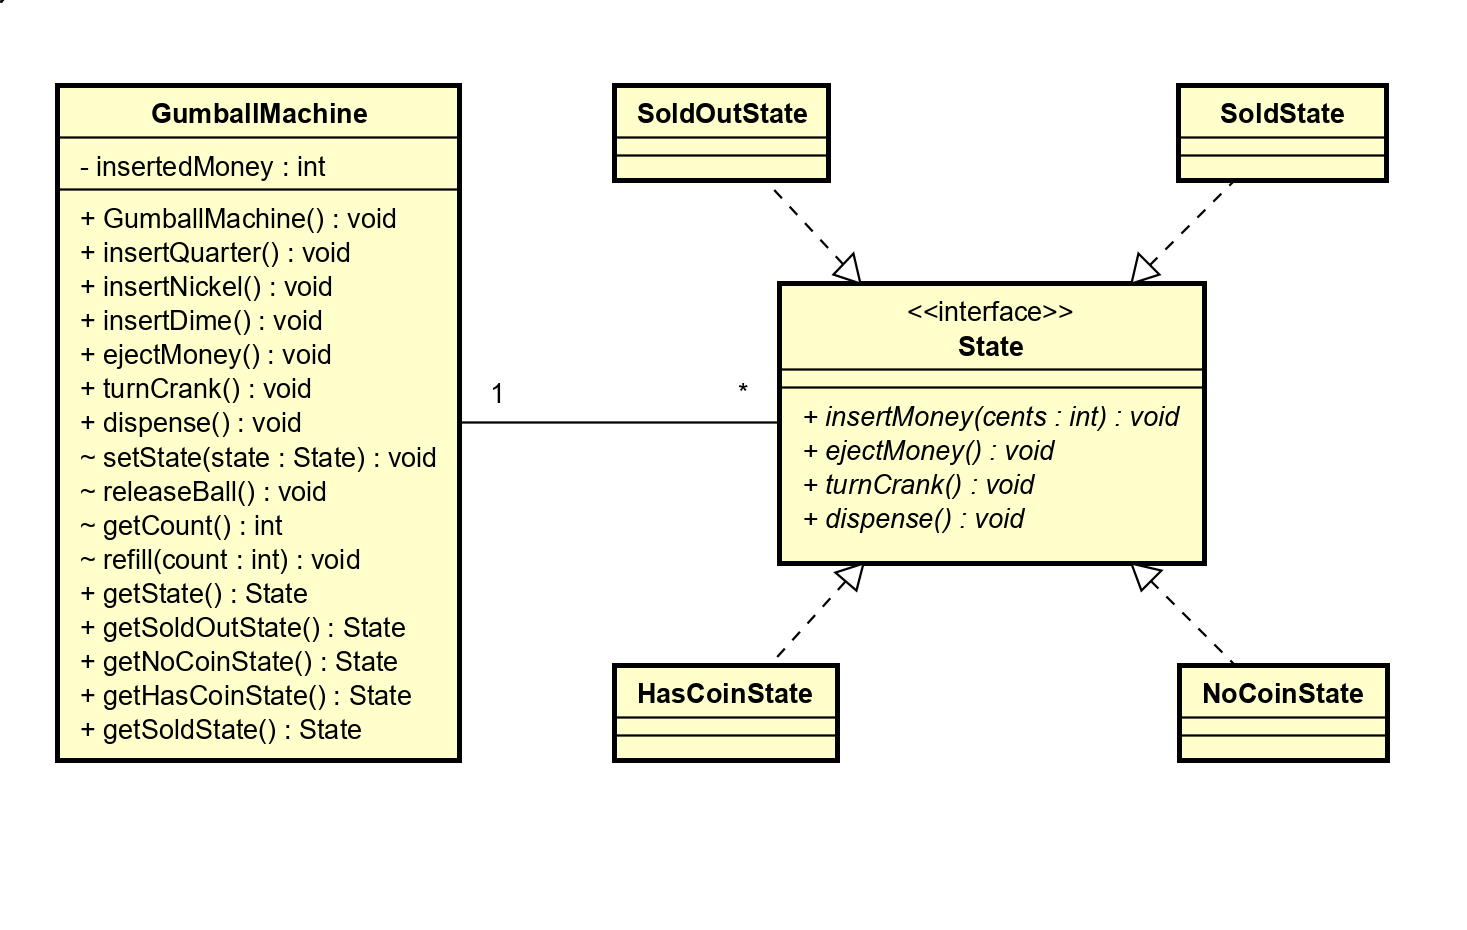 GumballMachine
- insertedMoney : int
+ GumballMachine() : void
+ insertQuarter() : void
+ insertNickel() : void
+ insertDime() : void
+ ejectMoney() : void
+ turnCrank() : void
+ dispense() : void
~ setState(state : State) : void
~ releaseBall() : void
~ getCount() : int
~ refill(count : int) : void
+ getState() : State
+ getSoldOutState() : State
+ getNoCoinState() : State
+ getHasCoinState() : State
+ getSoldState() : State
1
*
SoldOutState
SoldState
<<interface>>
State
+ insertMoney(cents : int) : void
+ ejectMoney() : void
+ turnCrank() : void
+ dispense() : void
HasCoinState
NoCoinState